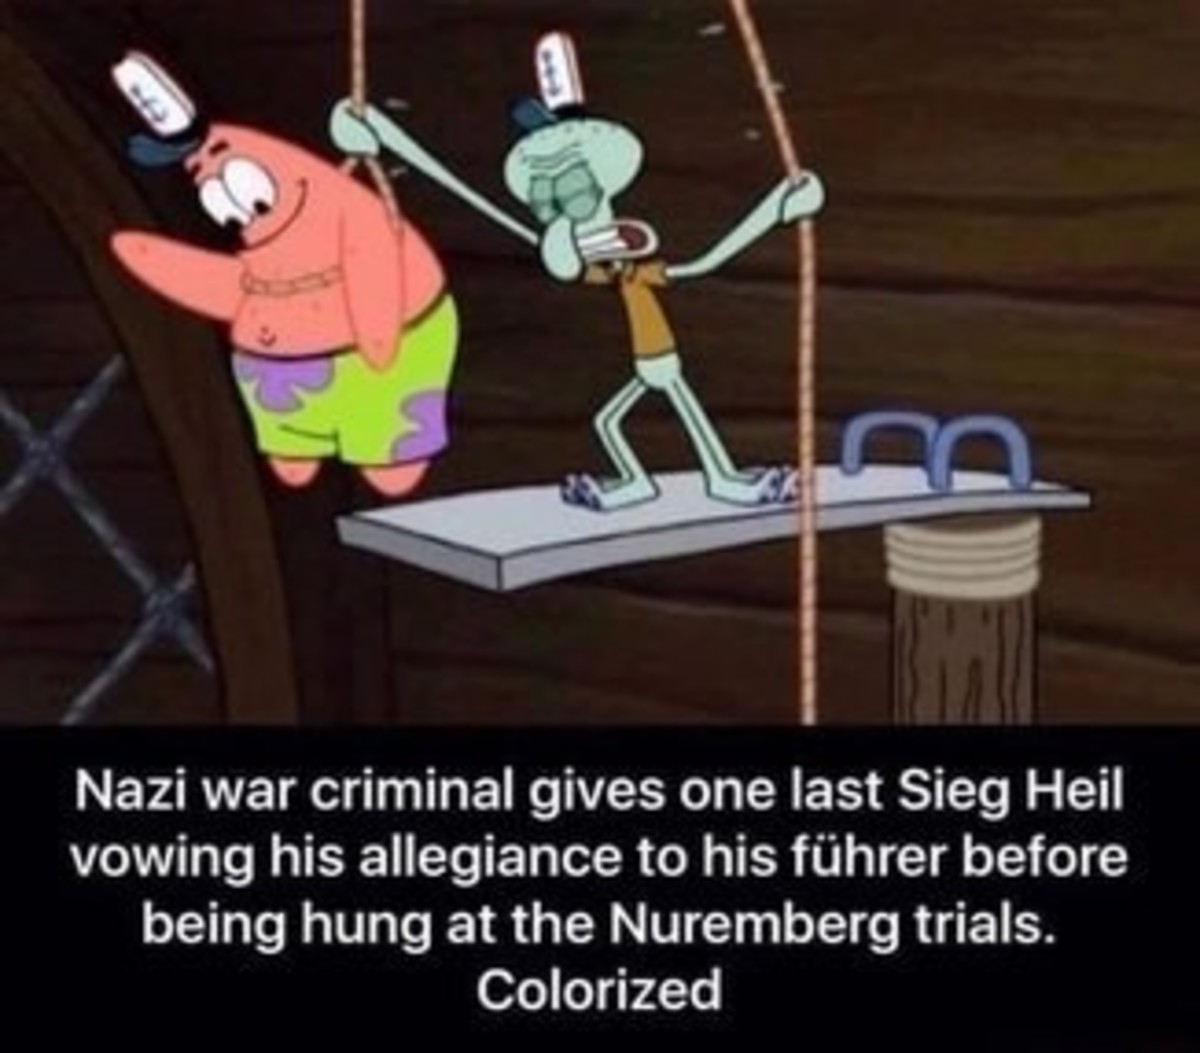 Nazi war criminal gives one last Sieg Heil
vowing his allegiance to his führer before
being hung at the Nuremberg trials.
Colorized